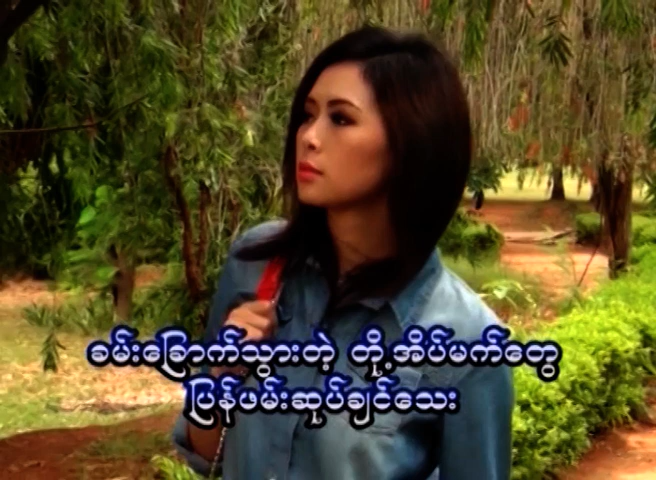 ခမ်းခြောက်သွားတဲ့ တို့အိပ်မက်တွေ
ပြန်ဖမ်းဆုပ်ချင်သေး